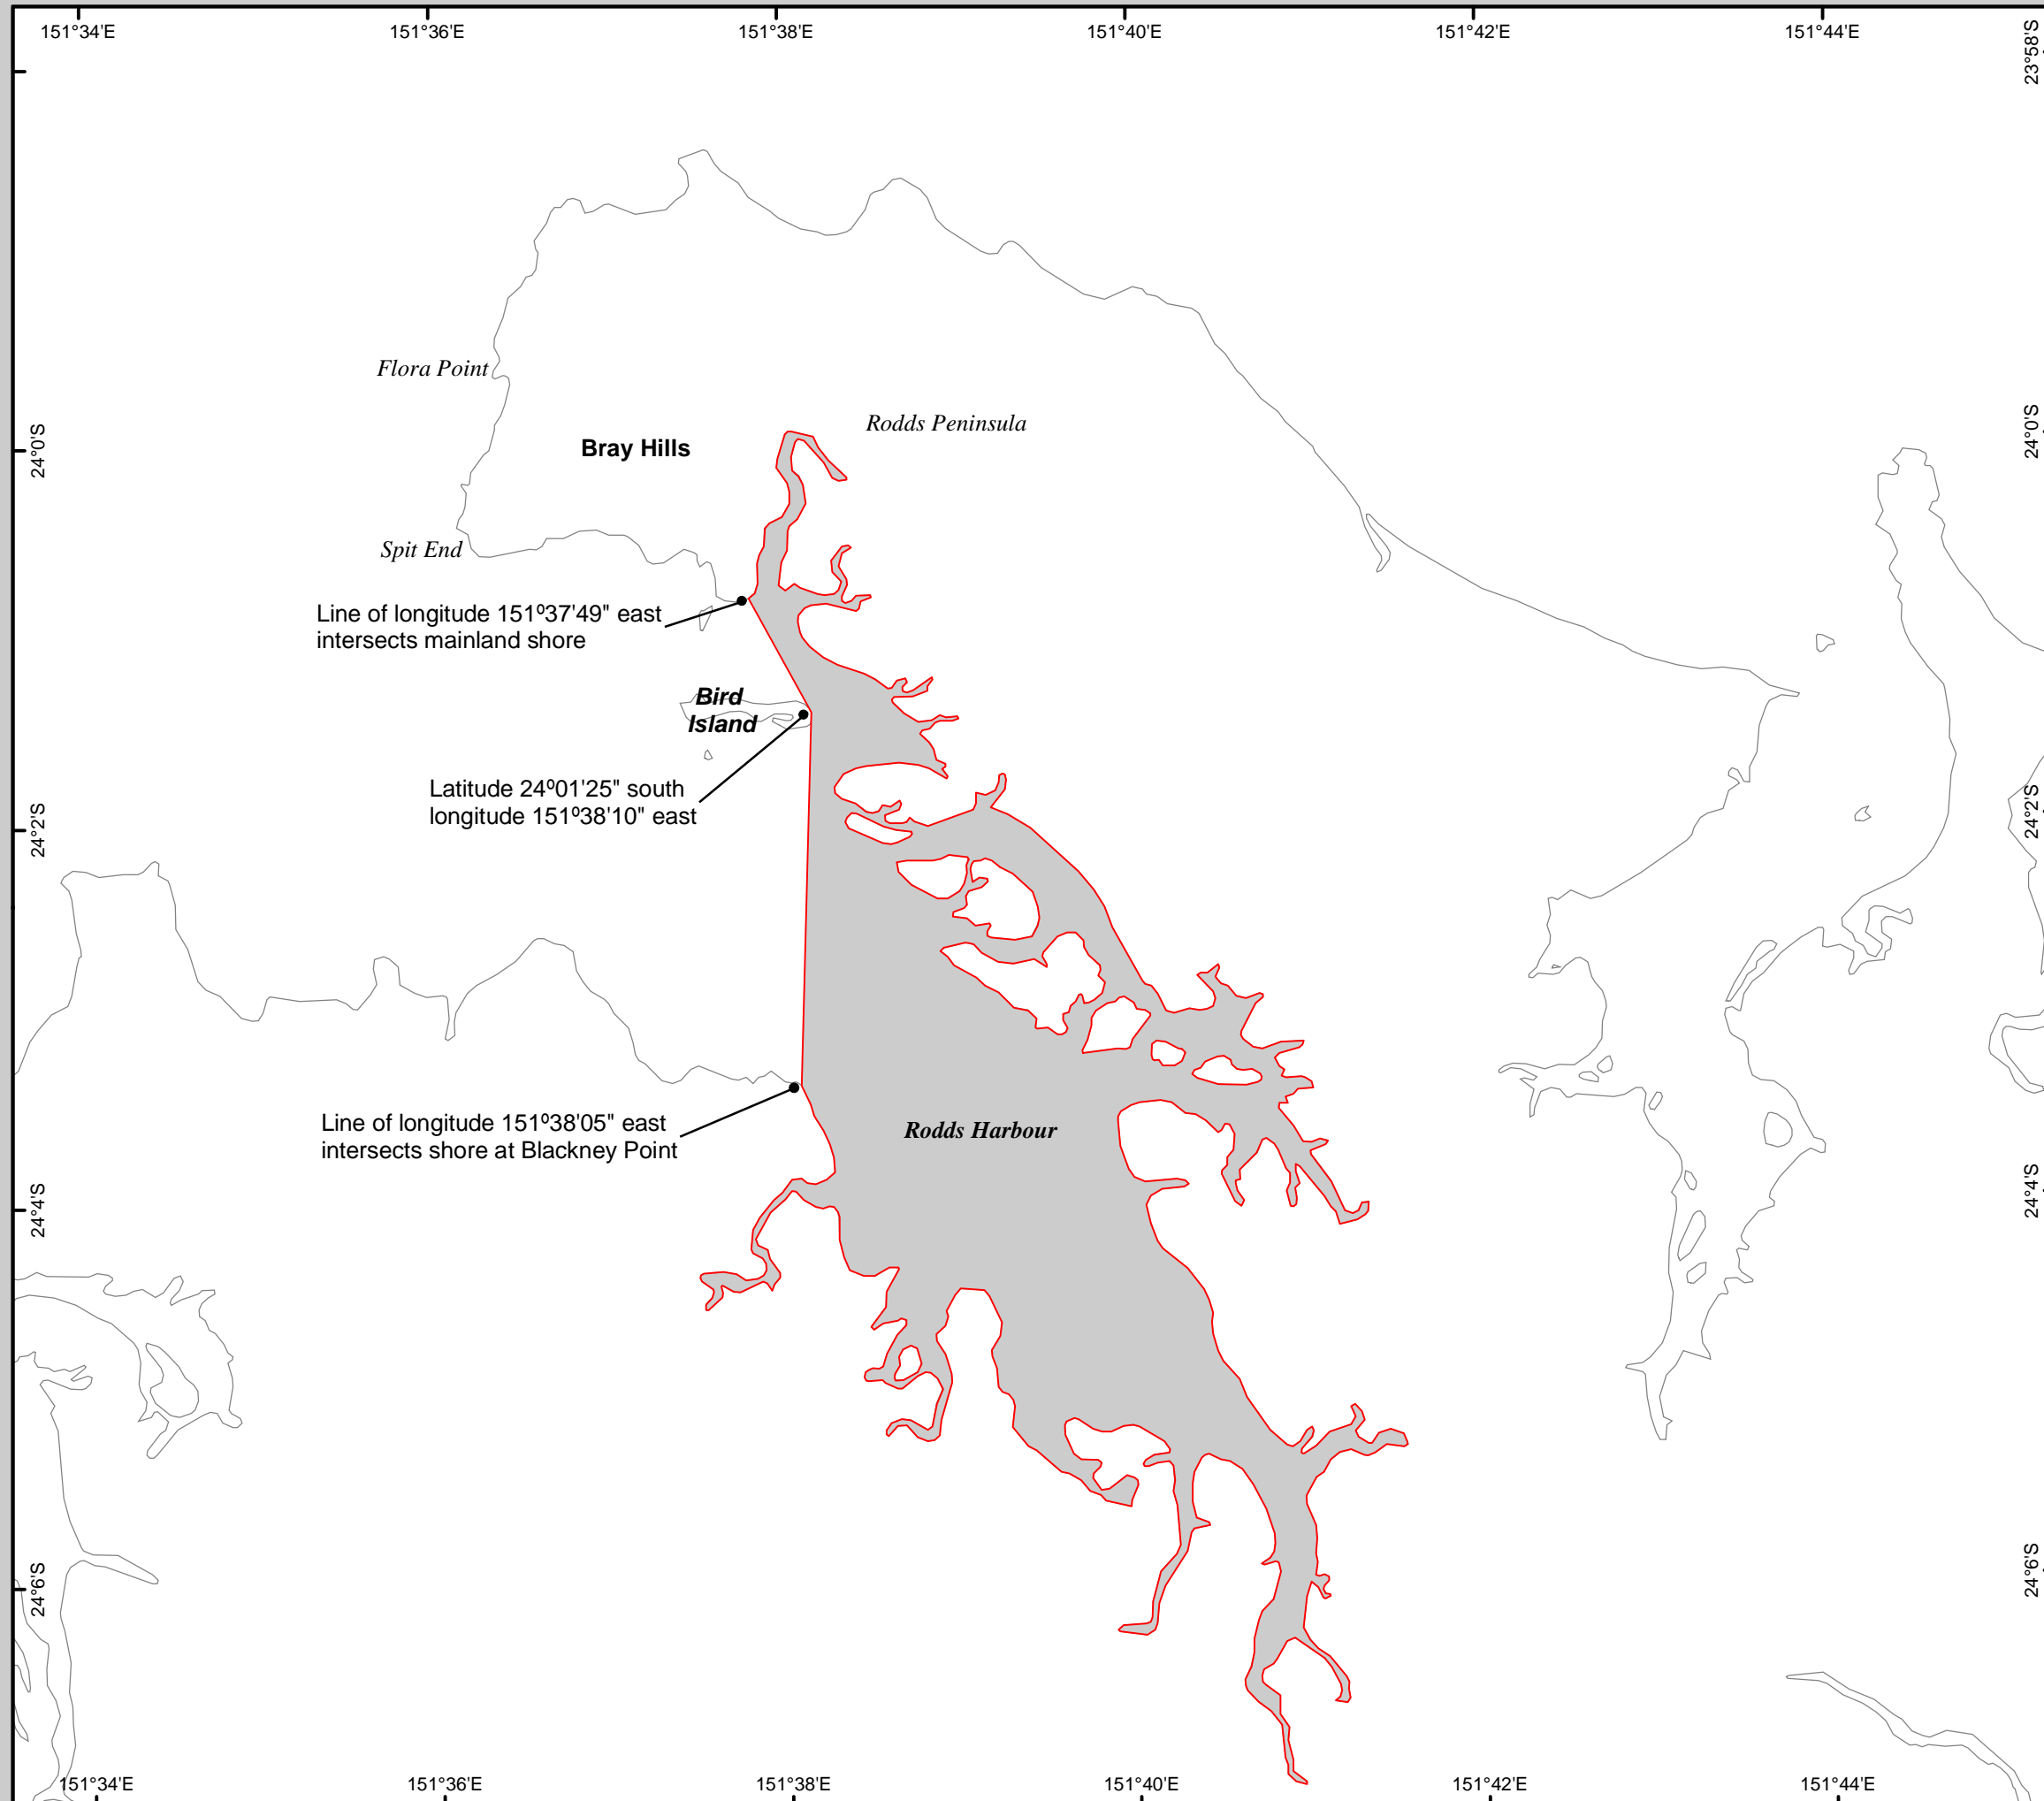 151°34'E 151°36'E 151°38'E 151°40'E 151°42'E 151°44'E
23°58'S
Flora Point
Rodds Peninsula
24°0'S
Bray Hills
24°0'S
Spit End
Line of longitude 151º37'49" east
intersects mainland shore
Bird
Island
Latitude 24º01'25" south
longitude 151º38'10" east
24°2'S
24°2'S
Line of longitude 151º38'05" east
intersects shore at Blackney Point
Rodds Harbour
24°4'S
24°4'S
24°6'S
24°6'S
151°34'E 151°36'E 151°38'E 151°40'E 151°42'E 151°44'E